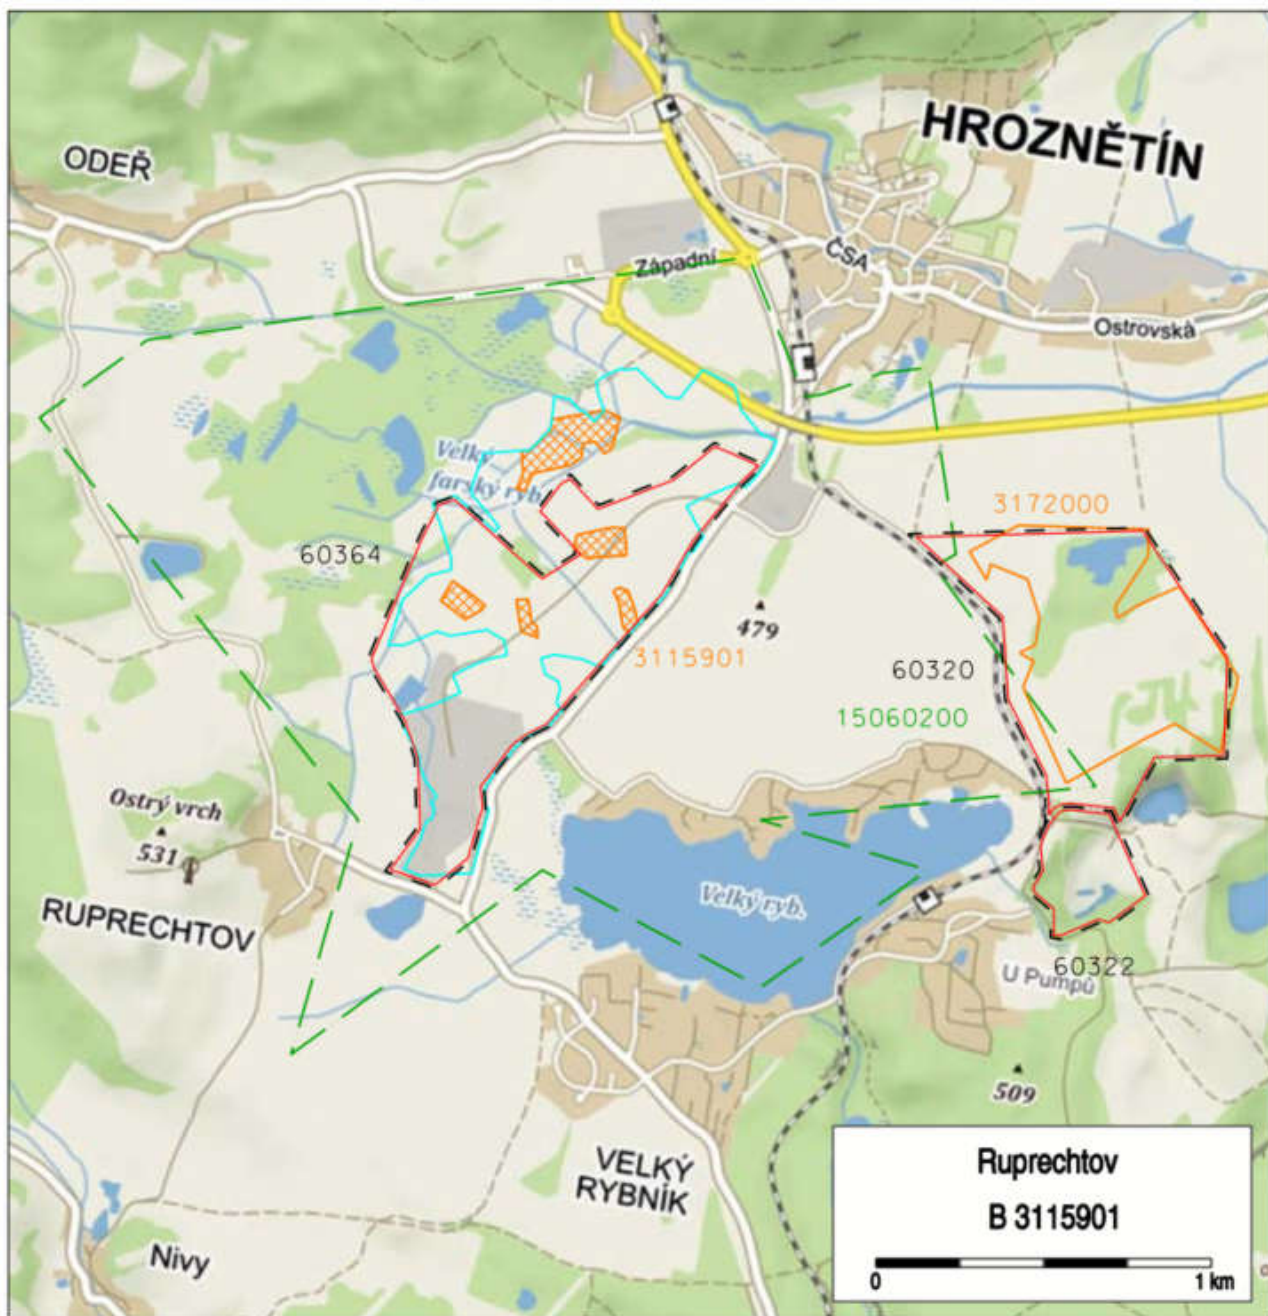 HROZNĚTÍN
ODEŘ
Západní
ČSA
Ostrovská
Velký
farský ryb.
3172000
60364
479
3115901
60320
15060200
Ostrý vrch
531
Velký ryb.
RUPRECHTOV
60322
U Pumpů
509
VELKÝ
RYBNÍK
Nivy
Ruprechtov
B 3115901
0 1 km